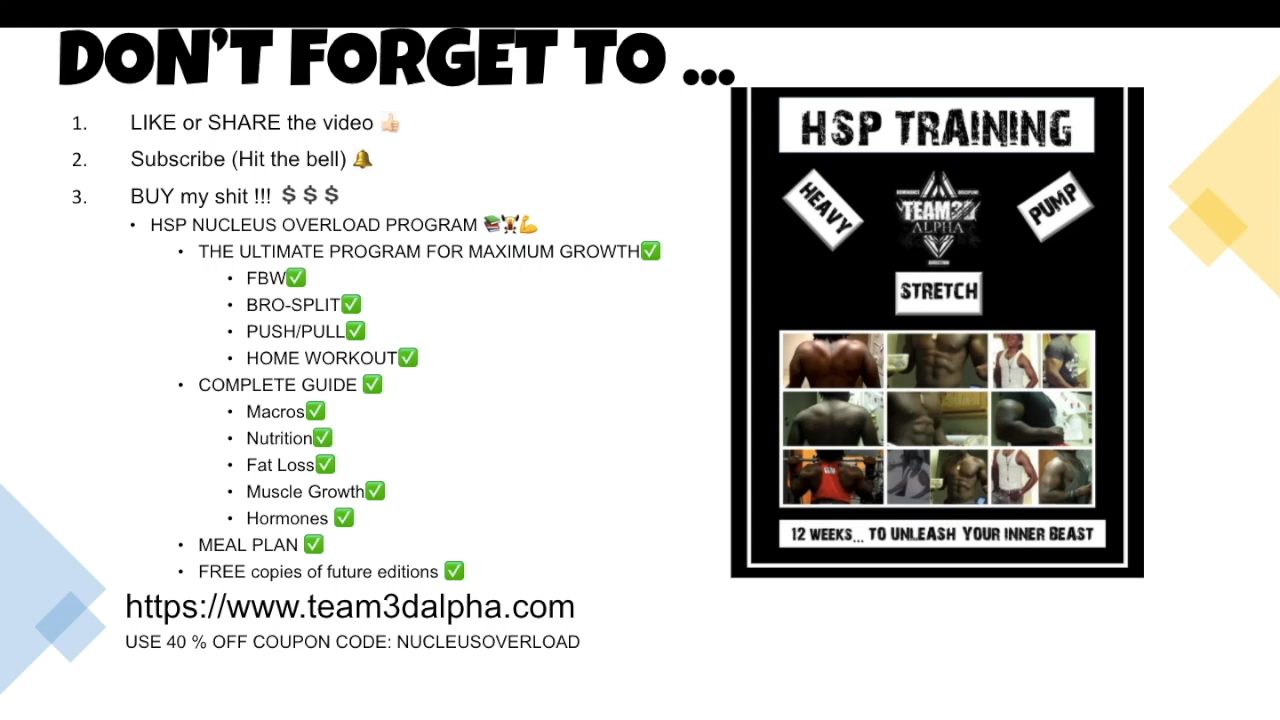 DON'T FORGET TO ...
1. LIKE or SHARE the video 👍🏻
2. Subscribe (Hit the bell) 🔔
3. BUY my shit !!! $ $ $
• HSP NUCLEUS OVERLOAD PROGRAM 📚🏋️💪
• THE ULTIMATE PROGRAM FOR MAXIMUM GROWTH✅
• FBW✅
• BRO-SPLIT✅
• PUSH/PULL✅
• HOME WORKOUT✅
• COMPLETE GUIDE ✅
• Macros✅
• Nutrition✅
• Fat Loss✅
• Muscle Growth✅
• Hormones ✅
• MEAL PLAN ✅
• FREE copies of future editions ✅
https://www.team3dalpha.com
USE 40 % OFF COUPON CODE: NUCLEUSOVERLOAD
HSP TRAINING
HEAVY
TEAM3D
ALPHA
PUMP
STRETCH
12 WEEKS... TO UNLEASH YOUR INNER BEAST